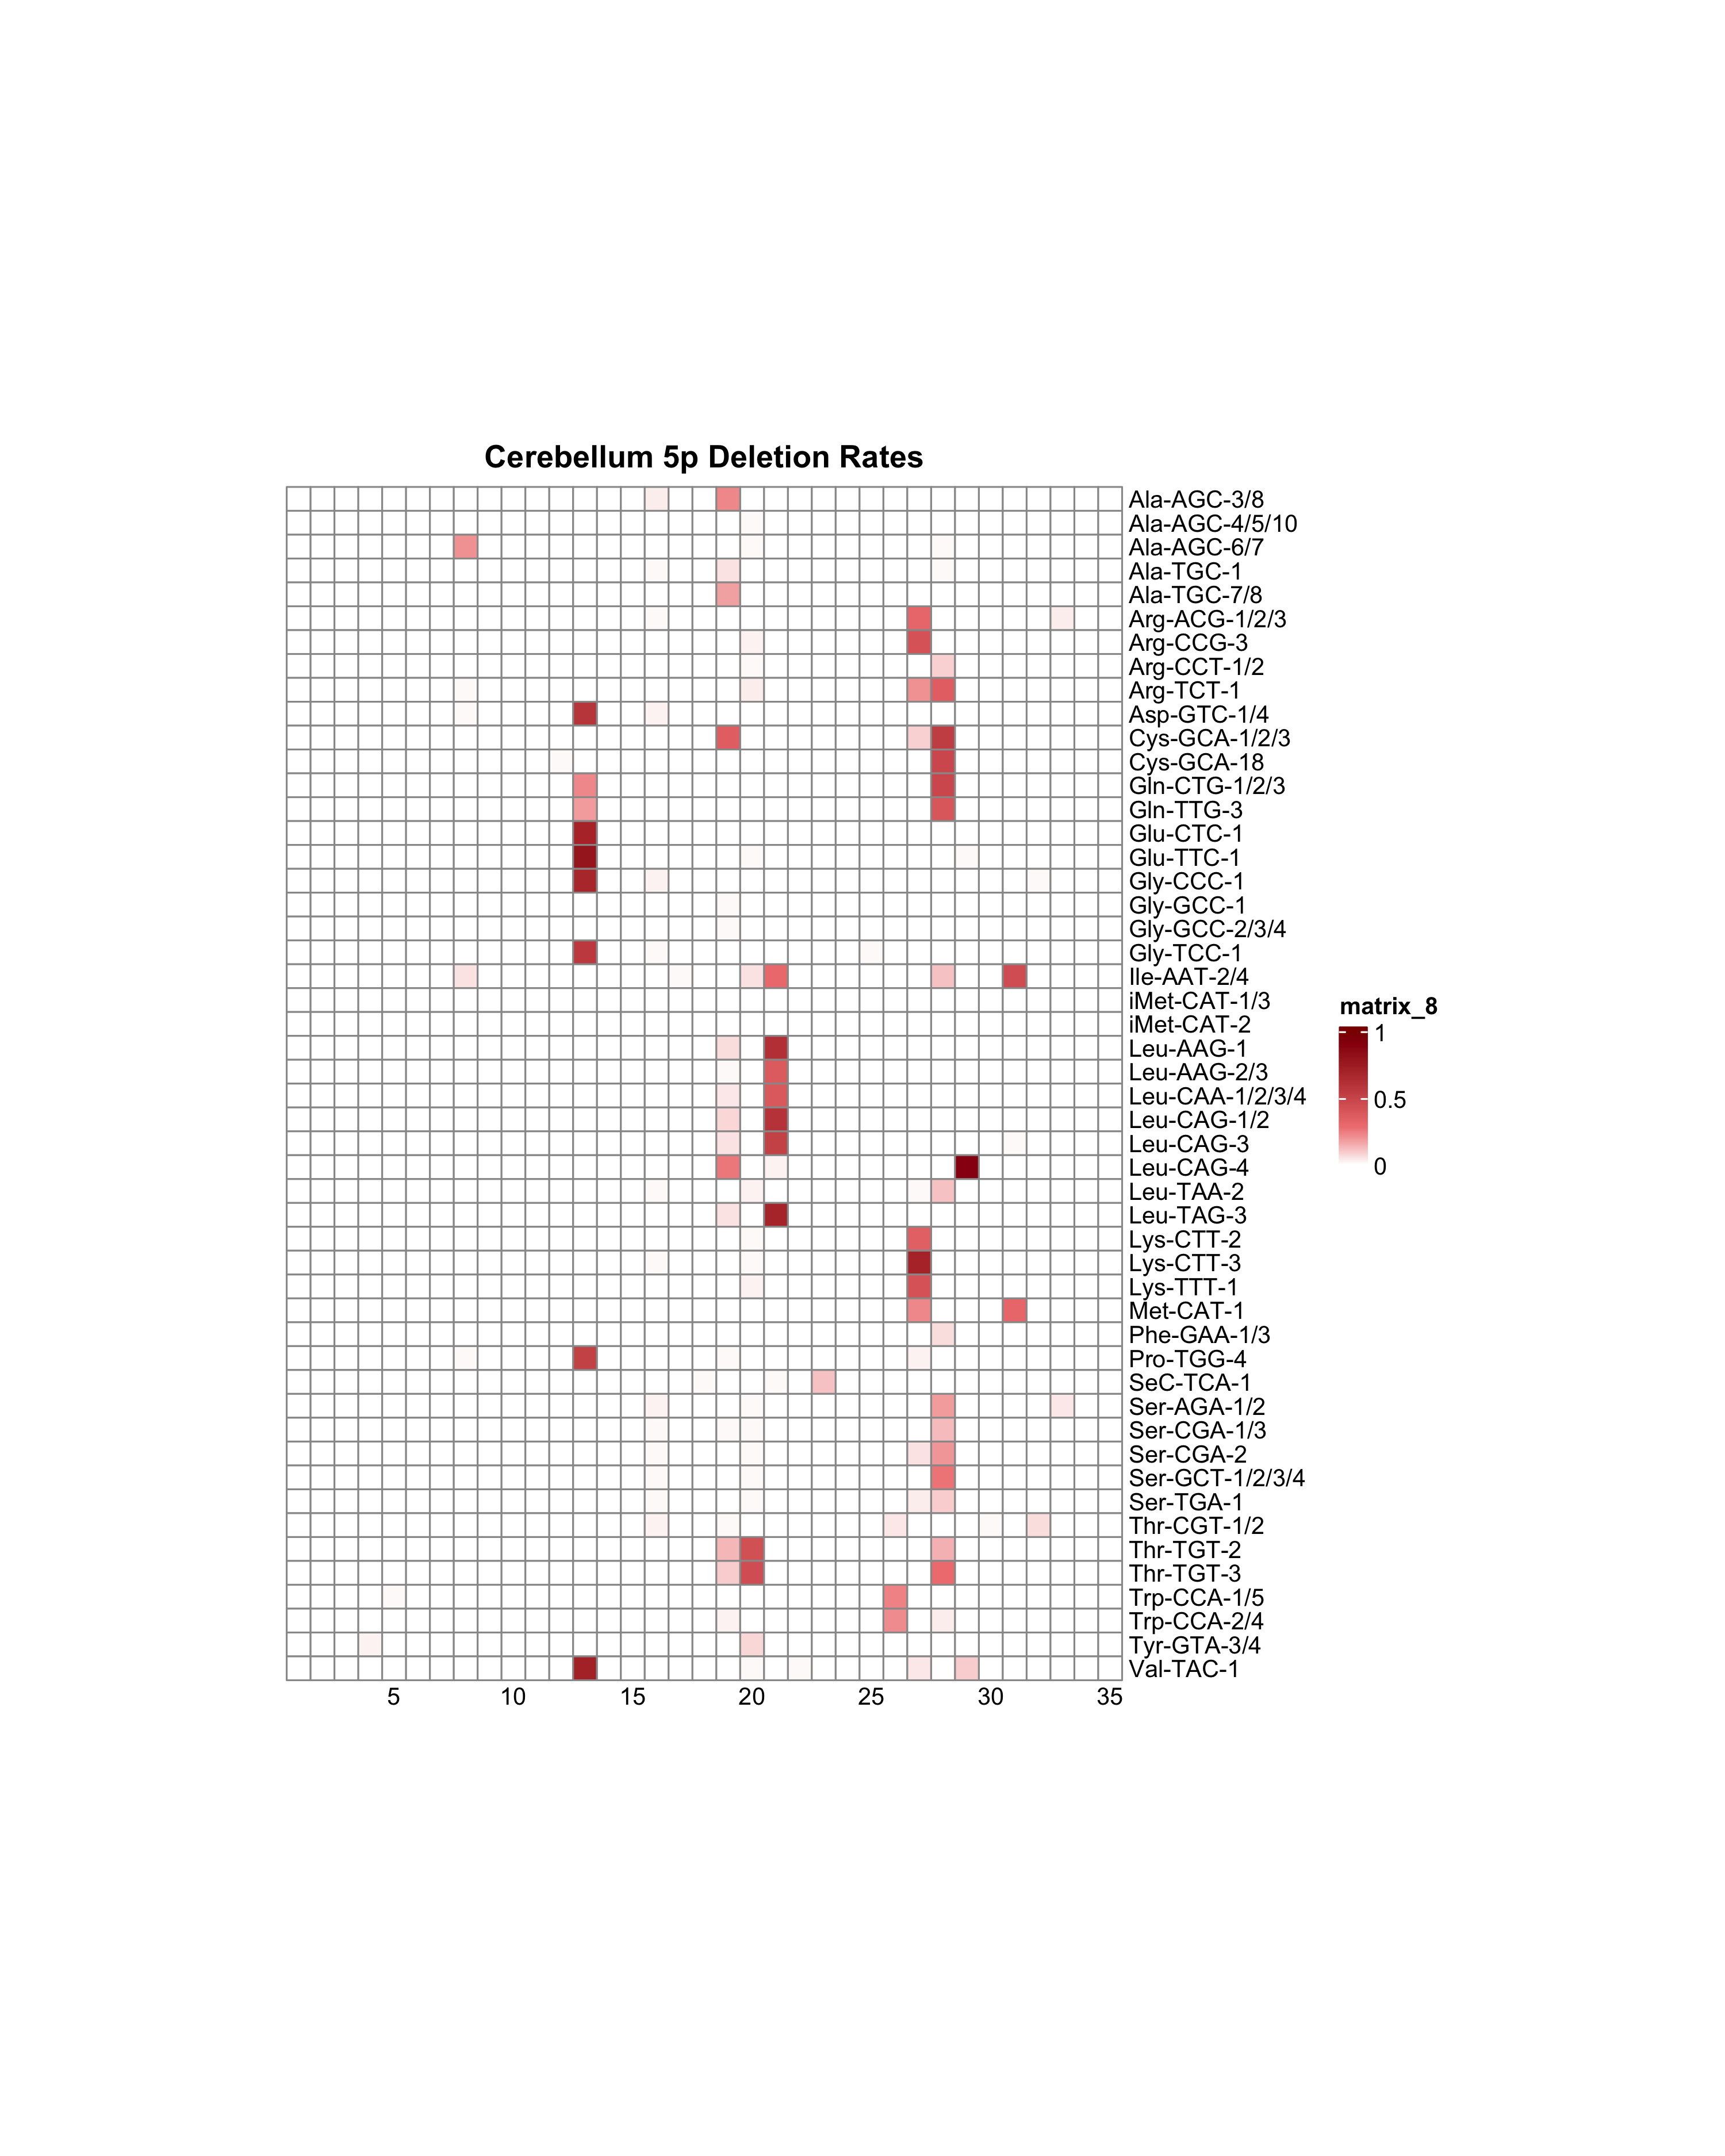 Cerebellum 5p Deletion Rates
Ala-AGC-3/8
Ala-AGC-4/5/10
Ala-AGC-6/7
Ala-TGC-1
Ala-TGC-7/8
Arg-ACG-1/2/3
Arg-CCG-3
Arg-CCT-1/2
Arg-TCT-1
Asp-GTC-1/4
Cys-GCA-1/2/3
Cys-GCA-18
Gln-CTG-1/2/3
Gln-TTG-3
Glu-CTC-1
Glu-TTC-1
Gly-CCC-1
Gly-GCC-1
Gly-GCC-2/3/4
Gly-TCC-1
Ile-AAT-2/4
iMet-CAT-1/3
iMet-CAT-2
Leu-AAG-1
Leu-AAG-2/3
Leu-CAA-1/2/3/4
Leu-CAG-1/2
Leu-CAG-3
Leu-CAG-4
Leu-TAA-2
Leu-TAG-3
Lys-CTT-2
Lys-CTT-3
Lys-TTT-1
Met-CAT-1
Phe-GAA-1/3
Pro-TGG-4
SeC-TCA-1
Ser-AGA-1/2
Ser-CGA-1/3
Ser-CGA-2
Ser-GCT-1/2/3/4
Ser-TGA-1
Thr-CGT-1/2
Thr-TGT-2
Thr-TGT-3
Trp-CCA-1/5
Trp-CCA-2/4
Tyr-GTA-3/4
Val-TAC-1
5 10 15 20 25 30 35
matrix_8
1
0.5
0